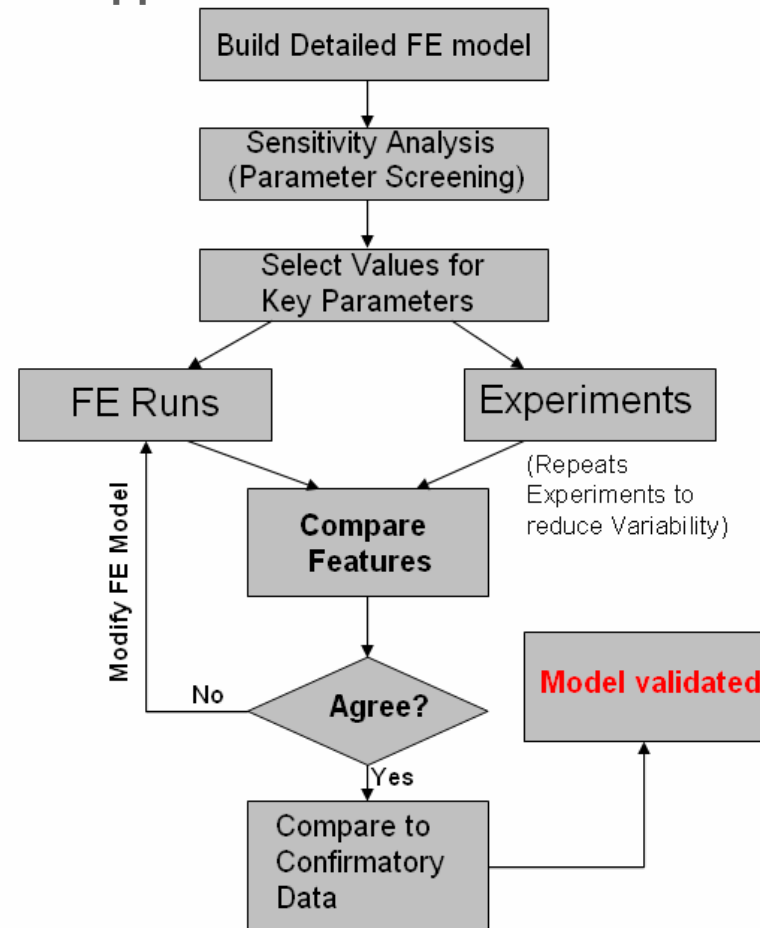 Build Detailed FE model
Sensitivity Analysis
(Parameter Screening)
Select Values for
Key Parameters
FE Runs
Experiments
(Repeats
Experiments to
reduce Variability)
Compare
Features
Modify FE Model
Agree?
No
Yes
Model validated
Compare to
Confirmatory
Data